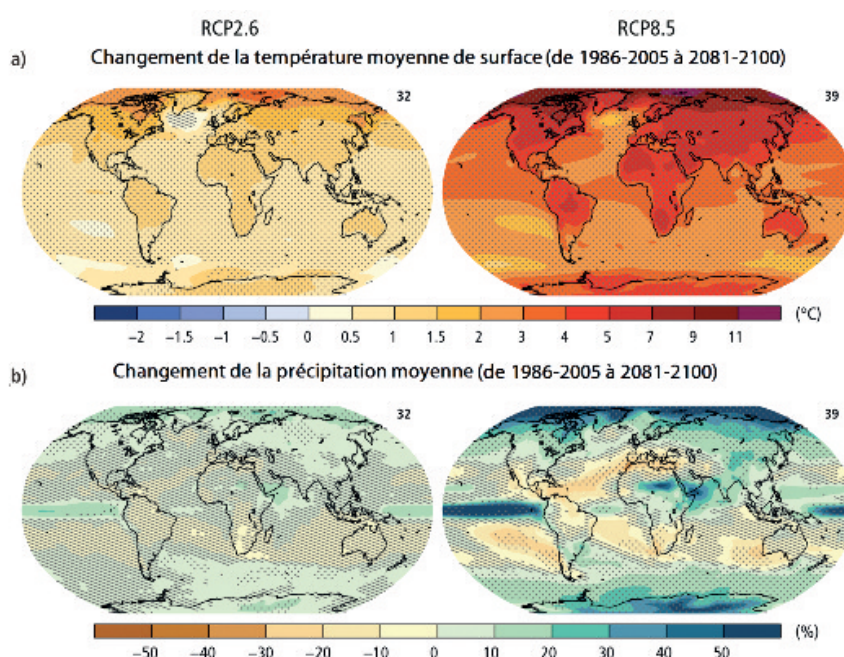 RCP2.6 RCP8.5
a) Changement de la température moyenne de surface (de 1986-2005 à 2081-2100)
32 39
−2 −1.5 −1 −0.5 0 0.5 1 1.5 2 3 4 5 7 9 11 (°C)
b) Changement de la précipitation moyenne (de 1986-2005 à 2081-2100)
32 39
−50 −40 −30 −20 −10 0 10 20 30 40 50 (%)